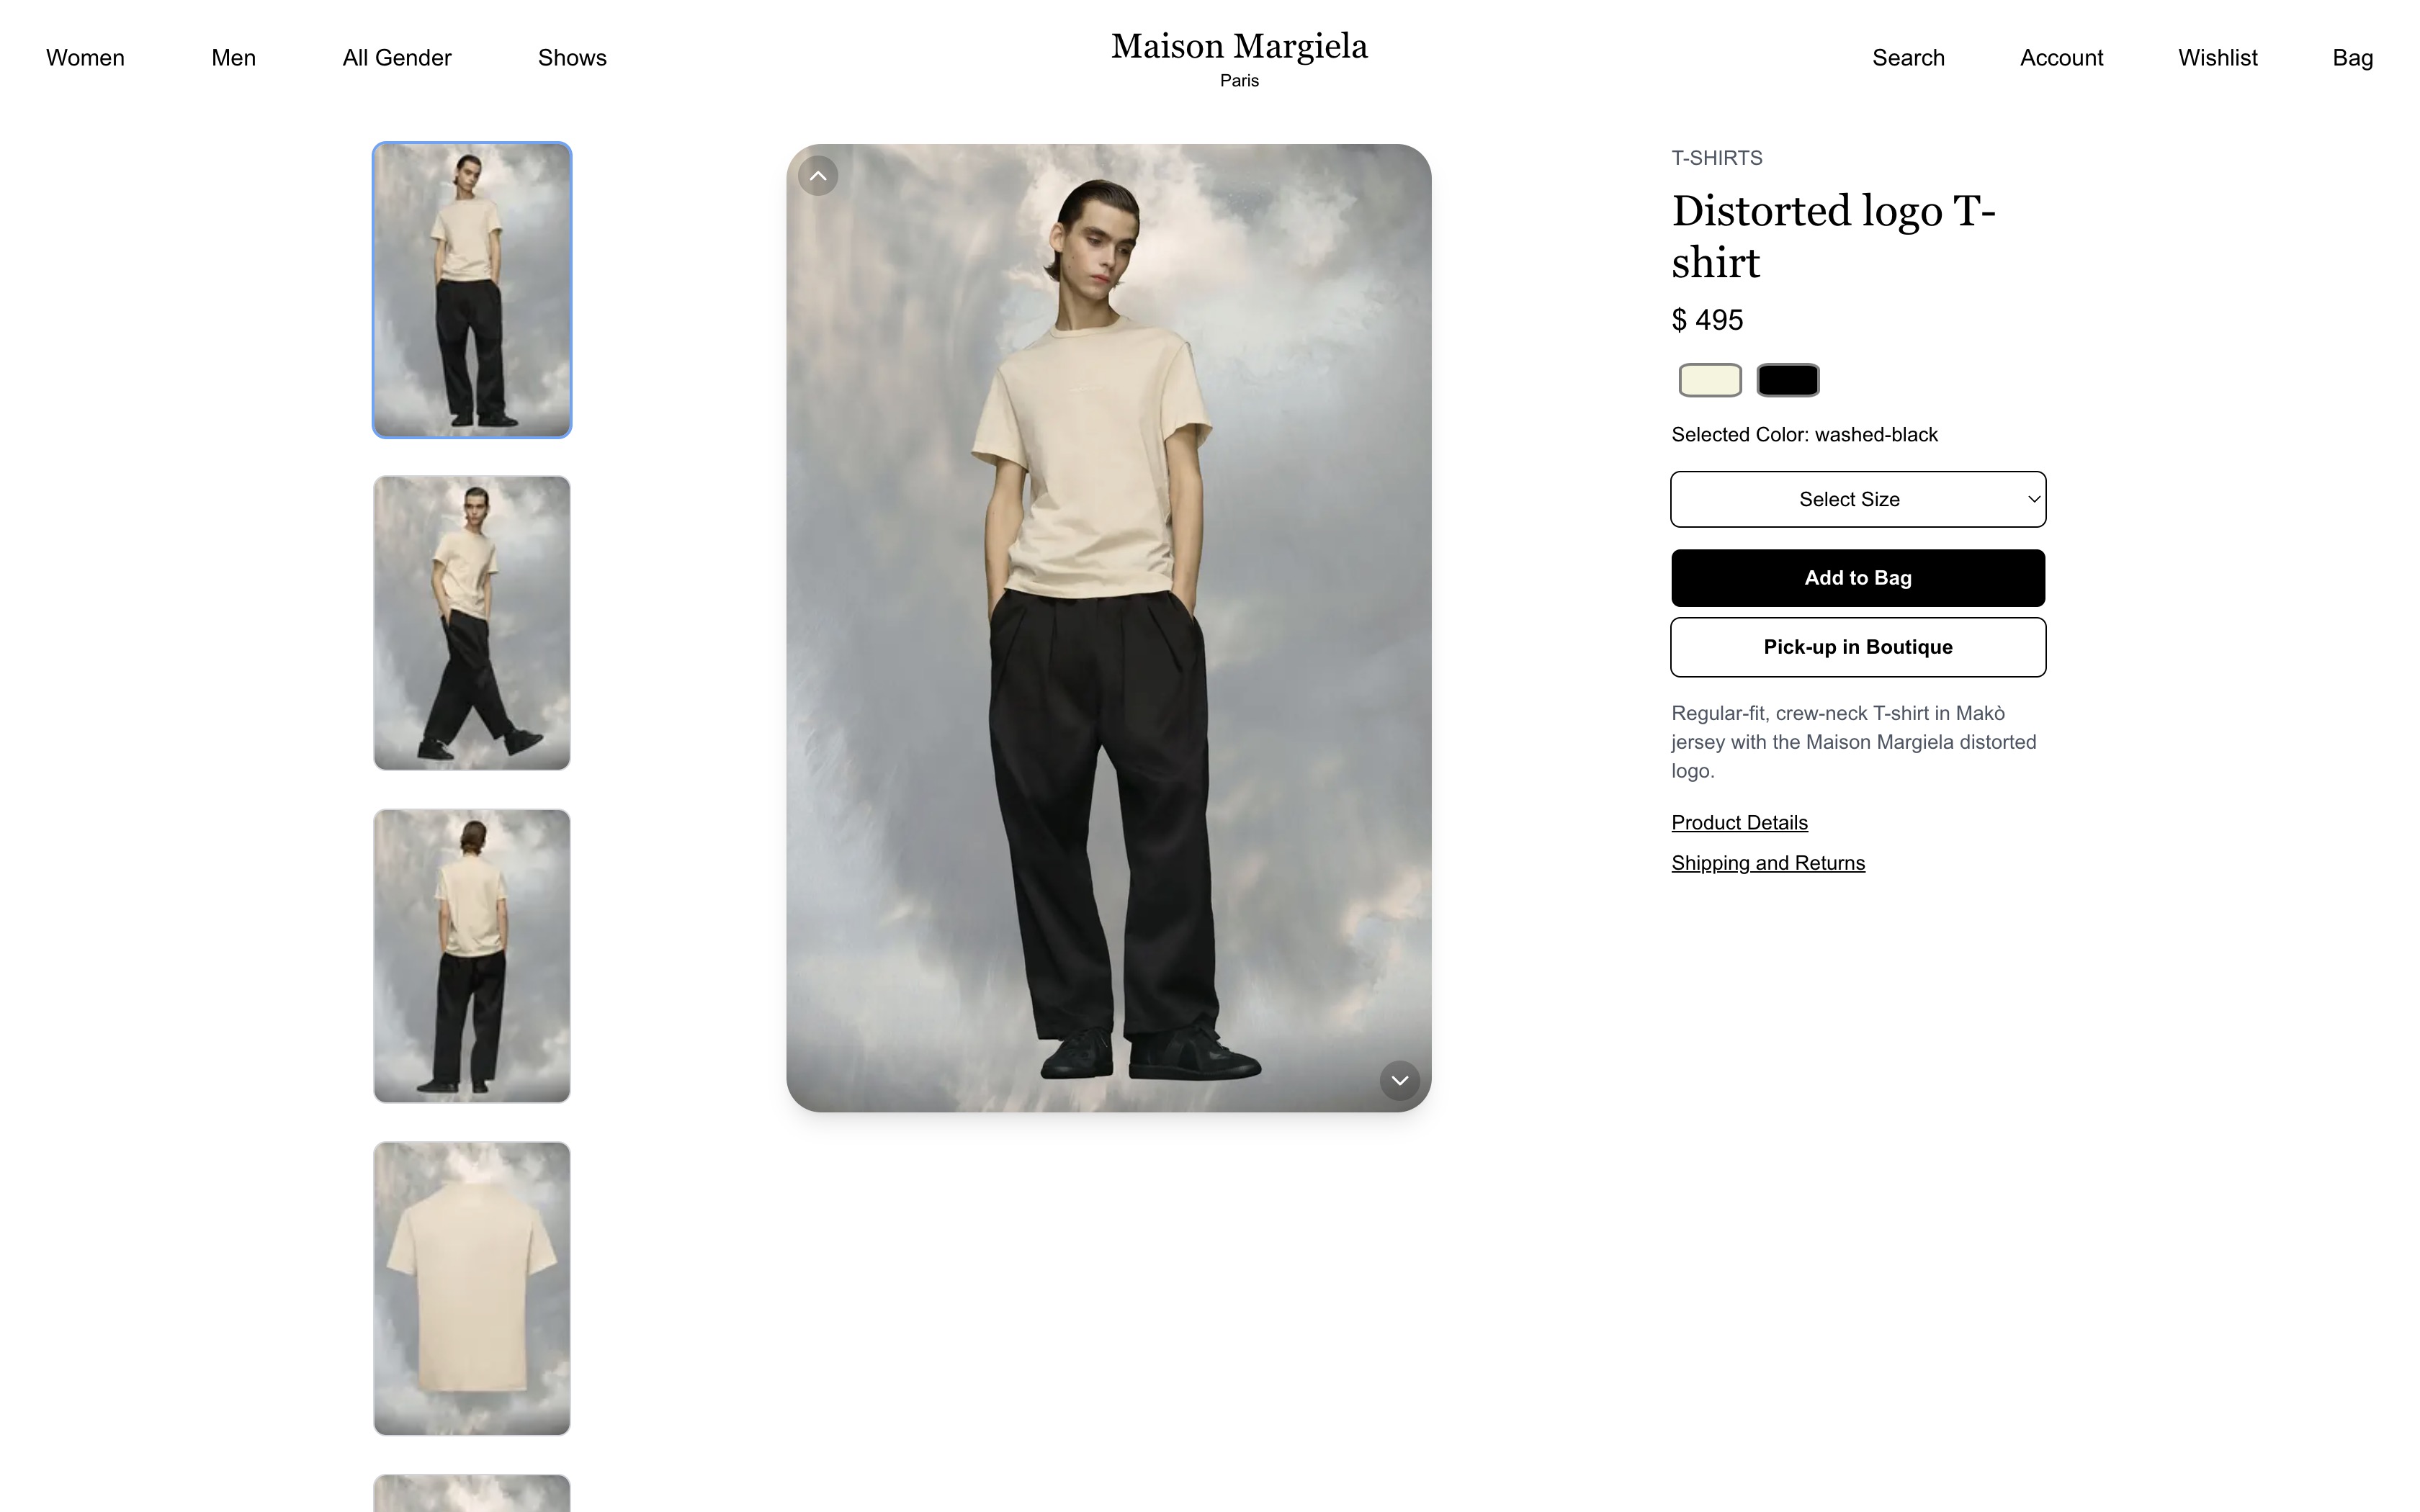 Women
Men
All Gender
Shows
Maison Margiela
Paris
Search
Account
Wishlist
Bag
T-SHIRTS
Distorted logo T-
shirt
$ 495
Selected Color: washed-black
Select Size
Add to Bag
Pick-up in Boutique
Regular-fit, crew-neck T-shirt in Makò
jersey with the Maison Margiela distorted
logo.
Product Details
Shipping and Returns